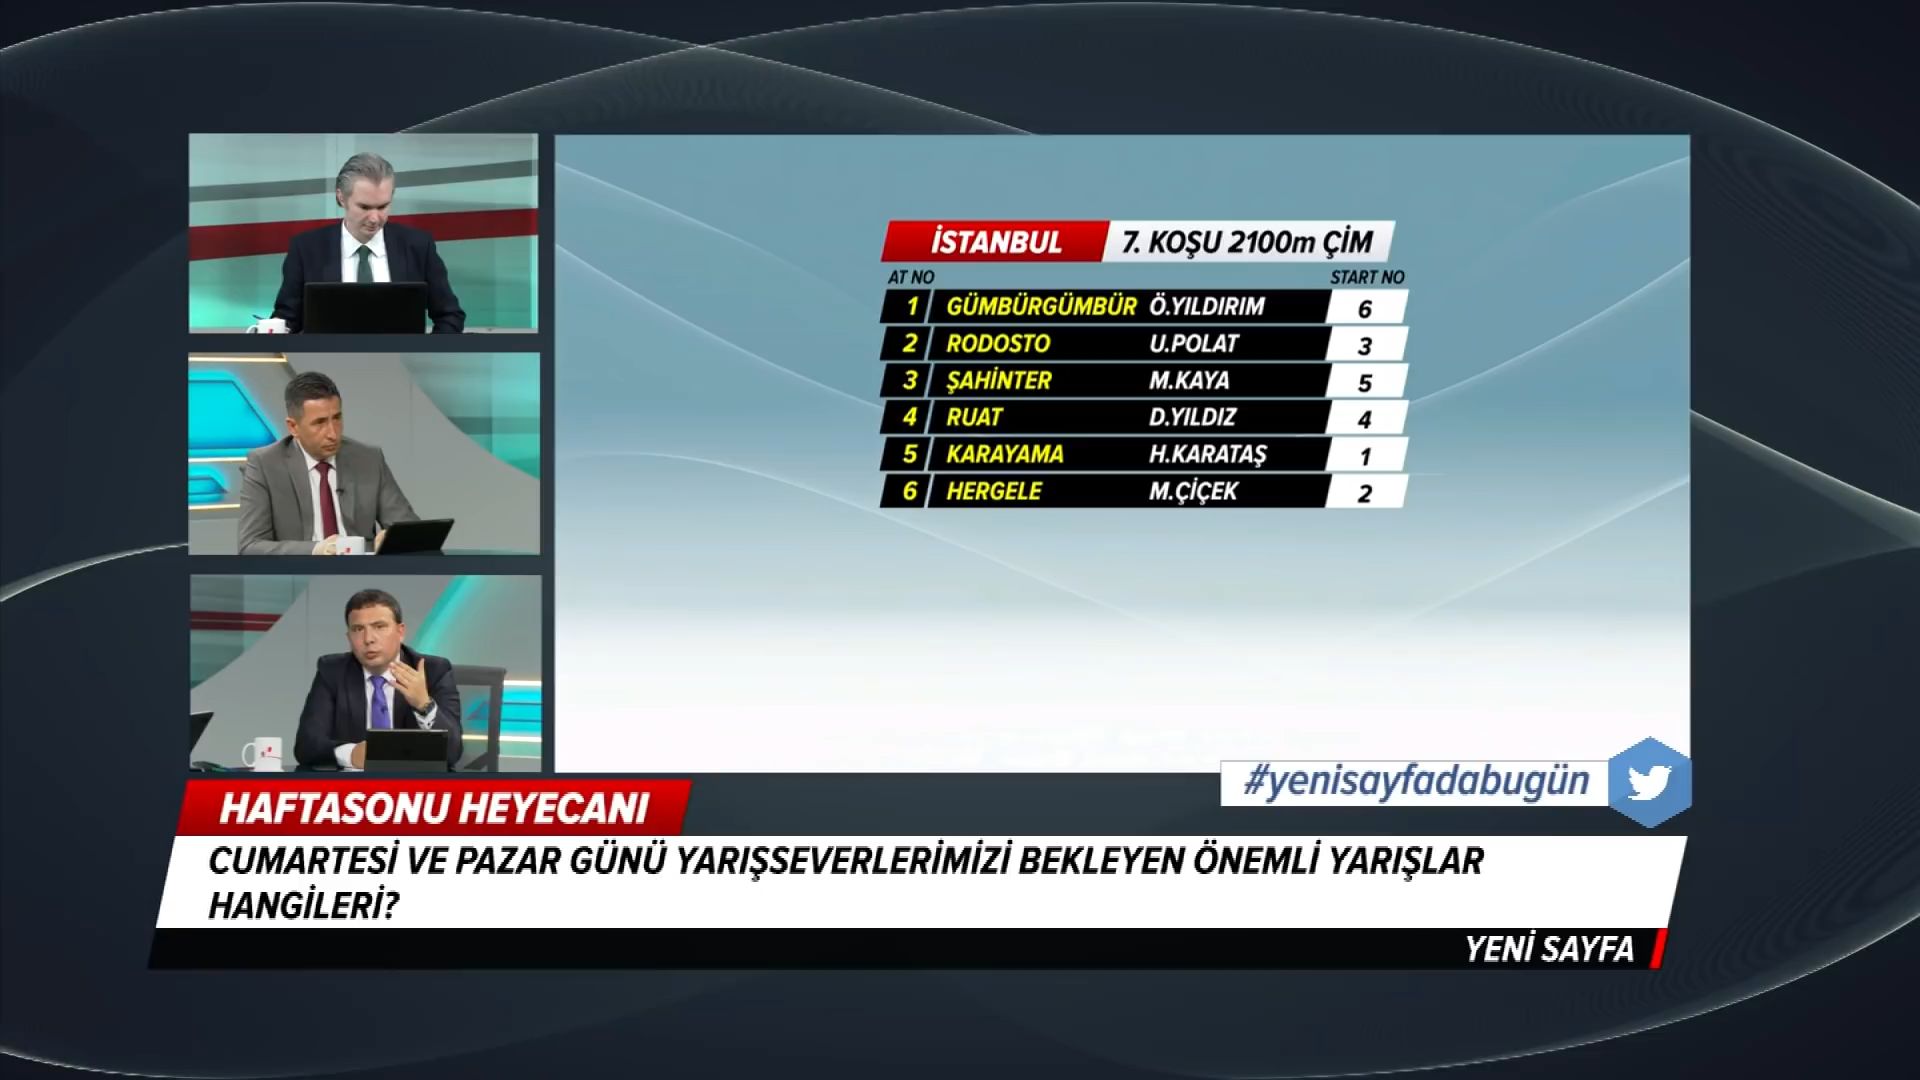 İSTANBUL 7. KOŞU 2100m ÇİM
AT NO START NO
1 GÜMBÜRGÜMBÜR Ö.YILDIRIM 6
2 RODOSTO U.POLAT 3
3 ŞAHİNTER M.KAYA 5
4 RUAT D.YILDIZ 4
5 KARAYAMA H.KARATAŞ 1
6 HERGELE M.ÇİÇEK 2
#yenisayfadabugün
HAFTASONU HEYECANI
CUMARTESİ VE PAZAR GÜNÜ YARIŞSEVERLERİMİZİ BEKLEYEN ÖNEMLİ YARIŞLAR
HANGİLERİ?
YENİ SAYFA